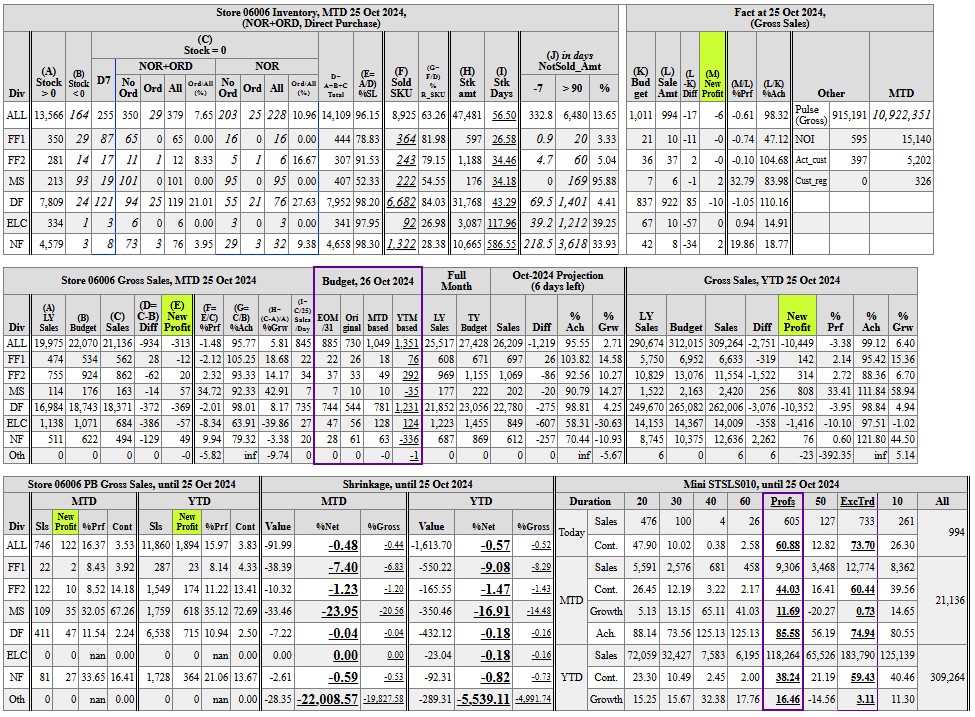 Store 06006 Inventory, MTD 25 Oct 2024,
(NOR+ORD, Direct Purchase)
Div (A) Stock > 0 (B) Stock < 0 (C) Stock = 0 D= A+B+C Total (E= A/D) %SL (F) Sold SKU (G= F/D) % R_SKU (H) Stk amt (I) Stk Days (J) in days NotSold_Amt
D7 NOR+ORD NOR
No Ord Ord All Ord/All (%) No Ord Ord All Ord/All (%) -7 > 90 %
ALL 13,566 164 255 350 29 379 7.65 203 25 228 10.96 14,109 96.15 8,925 63.26 47,481 56.50 332.8 6,480 13.65
FF1 350 29 87 65 0 65 0.00 16 0 16 0.00 444 78.83 364 81.98 597 26.58 0.9 20 3.33
FF2 281 14 17 11 1 12 8.33 5 1 6 16.67 307 91.53 243 79.15 1,188 34.46 4.7 60 5.04
MS 213 93 19 101 0 101 0.00 95 0 95 0.00 407 52.33 222 54.55 176 34.18 0 169 95.88
DF 7,809 24 121 94 25 119 21.01 55 21 76 27.63 7,952 98.20 6,682 84.03 31,768 43.29 69.5 1,401 4.41
ELC 334 1 3 6 0 6 0.00 3 0 3 0.00 341 97.95 92 26.98 3,087 117.96 39.2 1,212 39.25
NF 4,579 3 8 73 3 76 3.95 29 3 32 9.38 4,658 98.30 1,322 28.38 10,665 586.55 218.5 3,618 33.93
Fact at 25 Oct 2024,
(Gross Sales)
(K) Bud get (L) Sale Amt (L -K) Diff (M) New Profit (M/L) %Prf (L/K) %Ach Other MTD
1,011 994 -17 -6 -0.61 98.32 Pulse (Gross) 915,191 10,922,351
21 10 -11 -0 -0.74 47.12 NOI 595 15,140
36 37 2 -0 -0.10 104.68 Act_cust 397 5,202
7 6 -1 2 32.79 83.98 Cust_reg 0 326
837 922 85 -10 -1.05 110.16
67 10 -57 0 0.94 14.91
42 8 -34 2 19.86 18.77
Store 06006 Gross Sales, MTD 25 Oct 2024 Budget, 26 Oct 2024 Full Month Oct-2024 Projection (6 days left) Gross Sales, YTD 25 Oct 2024
Div (A) LY Sales (B) Budget (C) Sales (D= C-B) Diff (E) New Profit (F= E/C) %Prf (G= C/B) %Ach (H= (C-A)/A) %Grw (I= C/25) Sales /Day EOM /31 Ori ginal MTD based YTM based LY Sales TY Budget Sales Diff % Ach % Grw LY Sales Budget Sales Diff New Profit % Prf % Ach % Grw
ALL 19,975 22,070 21,136 -934 -313 -1.48 95.77 5.81 845 885 730 1,049 1,351 25,517 27,428 26,209 -1,219 95.55 2.71 290,674 312,015 309,264 -2,751 -10,449 -3.38 99.12 6.40
FF1 474 534 562 28 -12 -2.12 105.25 18.68 22 22 26 18 76 608 671 697 26 103.82 14.58 5,750 6,952 6,633 -319 142 2.14 95.42 15.36
FF2 755 924 862 -62 20 2.32 93.33 14.17 34 37 33 49 292 969 1,155 1,069 -86 92.56 10.27 10,829 13,076 11,554 -1,522 314 2.72 88.36 6.70
MS 114 176 163 -14 57 34.72 92.33 42.91 7 7 10 10 -35 177 222 202 -20 90.79 14.27 1,522 2,163 2,420 256 808 33.41 111.84 58.94
DF 16,984 18,743 18,371 -372 -369 -2.01 98.01 8.17 735 744 544 781 1,231 21,852 23,056 22,780 -275 98.81 4.25 249,670 265,082 262,006 -3,076 -10,352 -3.95 98.84 4.94
ELC 1,138 1,071 684 -386 -57 -8.34 63.91 -39.86 27 47 56 128 124 1,223 1,455 849 -607 58.31 -30.63 14,153 14,367 14,009 -358 -1,416 -10.10 97.51 -1.02
NF 511 622 494 -129 49 9.94 79.32 -3.38 20 28 61 63 -336 687 869 612 -257 70.44 -10.93 8,745 10,375 12,636 2,262 76 0.60 121.80 44.50
Oth 0 0 0 0 -0 -5.82 inf -9.74 0 0 -0 0 -1 0 0 0 0 inf -5.67 6 0 6 6 -23 -392.35 inf 5.14
Store 06006 PB Gross Sales, until 25 Oct 2024 Shrinkage, until 25 Oct 2024
MTD YTD MTD YTD
Div Sls New Profit %Prf Cont Sls New Profit %Prf Cont Value %Net %Gross Value %Net %Gross
ALL 746 122 16.37 3.53 11,860 1,894 15.97 3.83 -91.99 -0.48 -0.44 -1,613.70 -0.57 -0.52
FF1 22 2 8.43 3.92 287 23 8.14 4.33 -38.39 -7.40 -6.83 -550.22 -9.08 -8.29
FF2 122 10 8.52 14.18 1,549 174 11.22 13.41 -10.32 -1.23 -1.20 -165.55 -1.47 -1.43
MS 109 35 32.05 67.26 1,759 618 35.12 72.69 -33.46 -23.95 -20.56 -350.46 -16.91 -14.48
DF 411 47 11.54 2.24 6,538 715 10.94 2.50 -7.22 -0.04 -0.04 -432.12 -0.18 -0.16
ELC 0 0 nan 0.00 0 0 nan 0.00 0.00 0.00 0.00 -23.04 -0.18 -0.16
NF 81 27 33.65 16.41 1,728 364 21.06 13.67 -2.61 -0.59 -0.53 -92.31 -0.82 -0.73
Oth 0 0 nan 0.00 0 0 nan 0.00 -28.35 -22,008.57 -19,827.58 -289.31 -5,539.11 -4,991.74
Mini STSLS010, until 25 Oct 2024
Duration 20 30 40 60 Profs 50 ExcTrd 10 All
Today Sales 476 100 4 26 605 127 733 261 994
Cont. 47.90 10.02 0.38 2.58 60.88 12.82 73.70 26.30
MTD Sales 5,591 2,576 681 458 9,306 3,468 12,774 8,362 21,136
Cont. 26.45 12.19 3.22 2.17 44.03 16.41 60.44 39.56
Growth 5.13 13.15 65.11 41.03 11.69 -20.27 0.73 14.65
Ach. 88.14 73.56 125.13 125.13 85.58 56.19 74.94 80.55
YTD Sales 72,059 32,427 7,583 6,195 118,264 65,526 183,790 125,139 309,264
Cont. 23.30 10.49 2.45 2.00 38.24 21.19 59.43 40.46
Growth 15.25 15.67 32.38 17.76 16.46 -14.56 3.11 11.30